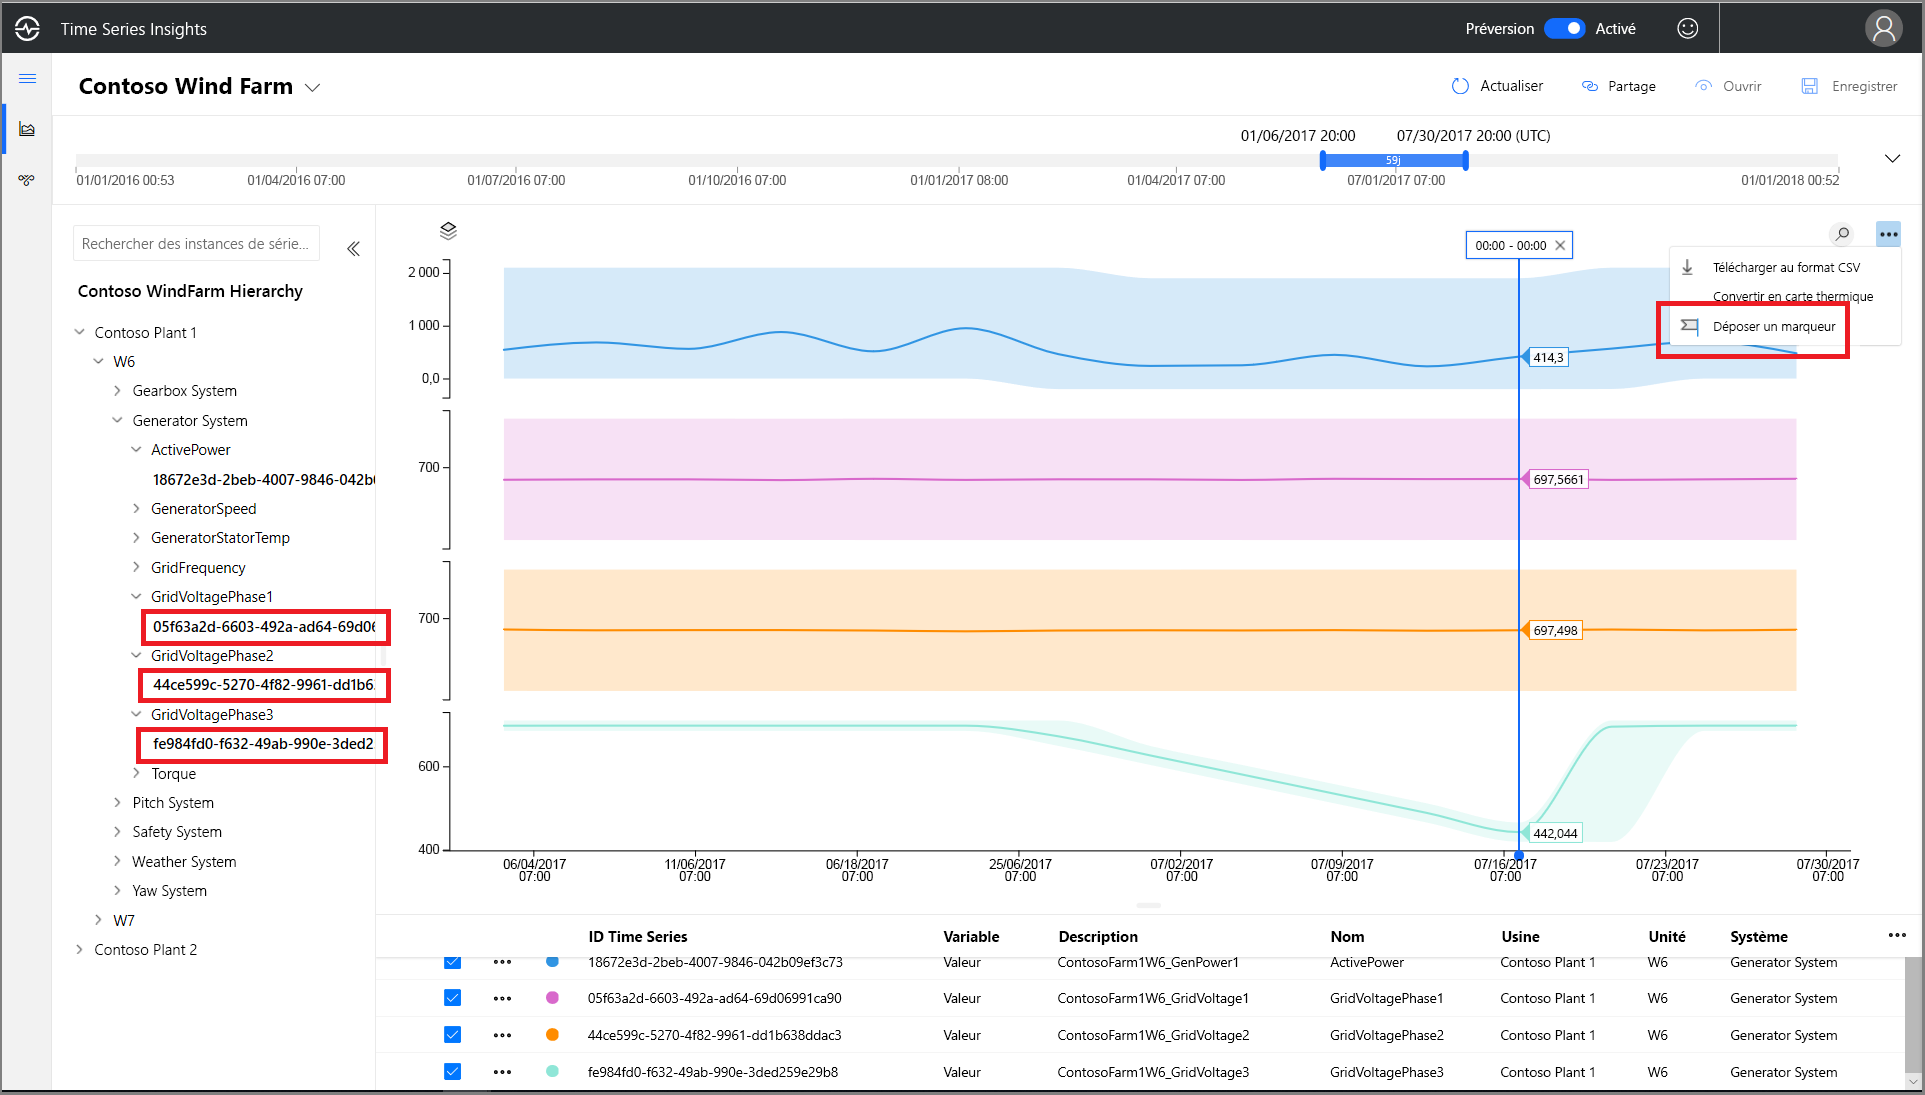 Time Series Insights
Préversion
Activé
Contoso Wind Farm
Actualiser
Partage
Ouvrir
Enregistrer
01/06/2017 20:00
07/30/2017 20:00 (UTC)
59j
01/01/2016 00:53
01/04/2016 07:00
01/07/2016 07:00
01/10/2016 07:00
01/01/2017 08:00
01/04/2017 07:00
07/01/2017 07:00
01/01/2018 00:52
Rechercher des instances de série...
Contoso WindFarm Hierarchy
Contoso Plant 1
W6
Gearbox System
Generator System
ActivePower
18672e3d-2beb-4007-9846-042b
GeneratorSpeed
GeneratorStatorTemp
GridFrequency
GridVoltagePhase1
05f63a2d-6603-492a-ad64-69d06
GridVoltagePhase2
44ce599c-5270-4f82-9961-dd1b6
GridVoltagePhase3
fe984fd0-f632-49ab-990e-3ded2
Torque
Pitch System
Safety System
Weather System
Yaw System
W7
Contoso Plant 2
00:00 - 00:00
Télécharger au format CSV
Convertir en carte thermique
Déposer un marqueur
2 000
1 000
0,0
414,3
700
697,5661
700
697,498
600
400
442,044
06/04/2017 07:00
11/06/2017 07:00
06/18/2017 07:00
25/06/2017 07:00
07/02/2017 07:00
07/09/2017 07:00
07/16/2017 07:00
07/23/2017 07:00
07/30/2017 07:00
ID Time Series Variable Description Nom Usine Unité Système
18672e3d-2beb-4007-9846-042b09ef3c73 Valeur ContosoFarm1W6_GenPower1 ActivePower Contoso Plant 1 W6 Generator System
05f63a2d-6603-492a-ad64-69d06991ca90 Valeur ContosoFarm1W6_GridVoltage1 GridVoltagePhase1 Contoso Plant 1 W6 Generator System
44ce599c-5270-4f82-9961-dd1b638ddac3 Valeur ContosoFarm1W6_GridVoltage2 GridVoltagePhase2 Contoso Plant 1 W6 Generator System
fe984fd0-f632-49ab-990e-3ded259e29b8 Valeur ContosoFarm1W6_GridVoltage3 GridVoltagePhase3 Contoso Plant 1 W6 Generator System